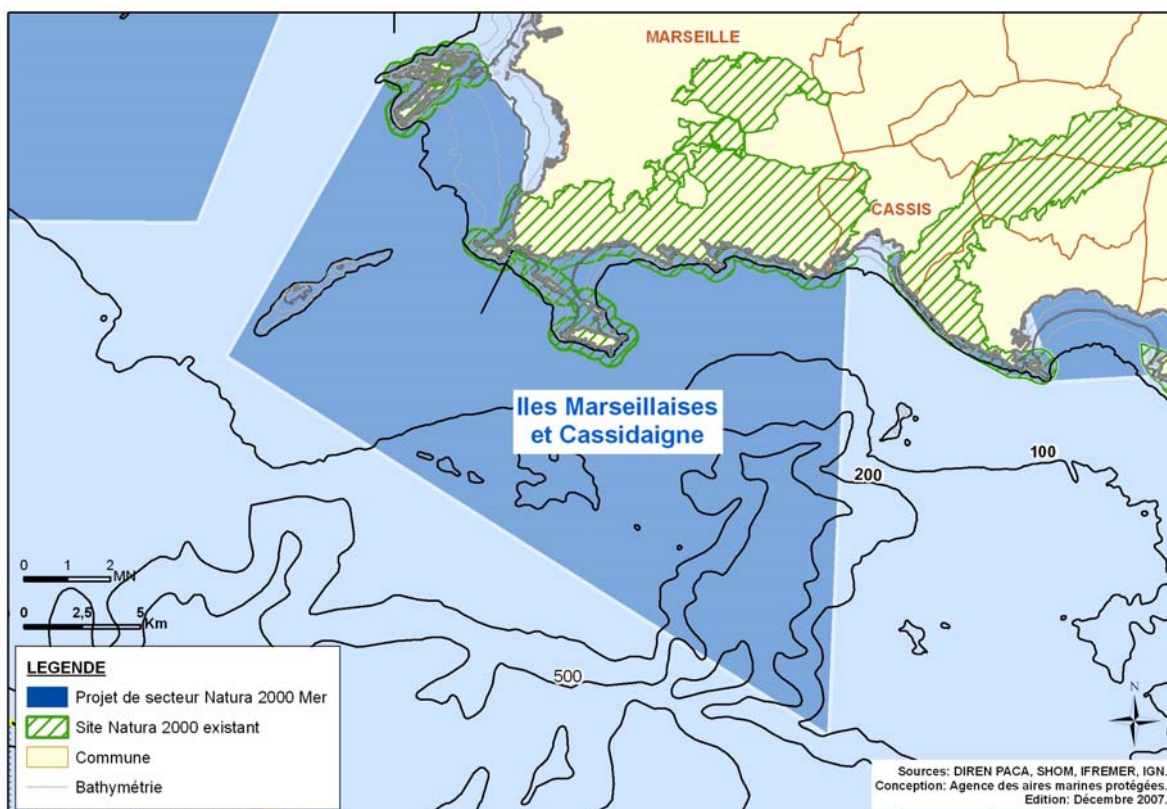 MARSEILLE
CASSIS
Iles Marseillaises
et Cassidaigne
100
200
500
0 1 2
MN
0 2,5 5
Km
LEGENDE
Projet de secteur Natura 2000 Mer
Site Natura 2000 existant
Commune
Bathymétrie
N
Sources: DIREN PACA, SHOM, IFREMER, IGN.
Conception: Agence des aires marines protégées.
Edition: Décembre 2007.